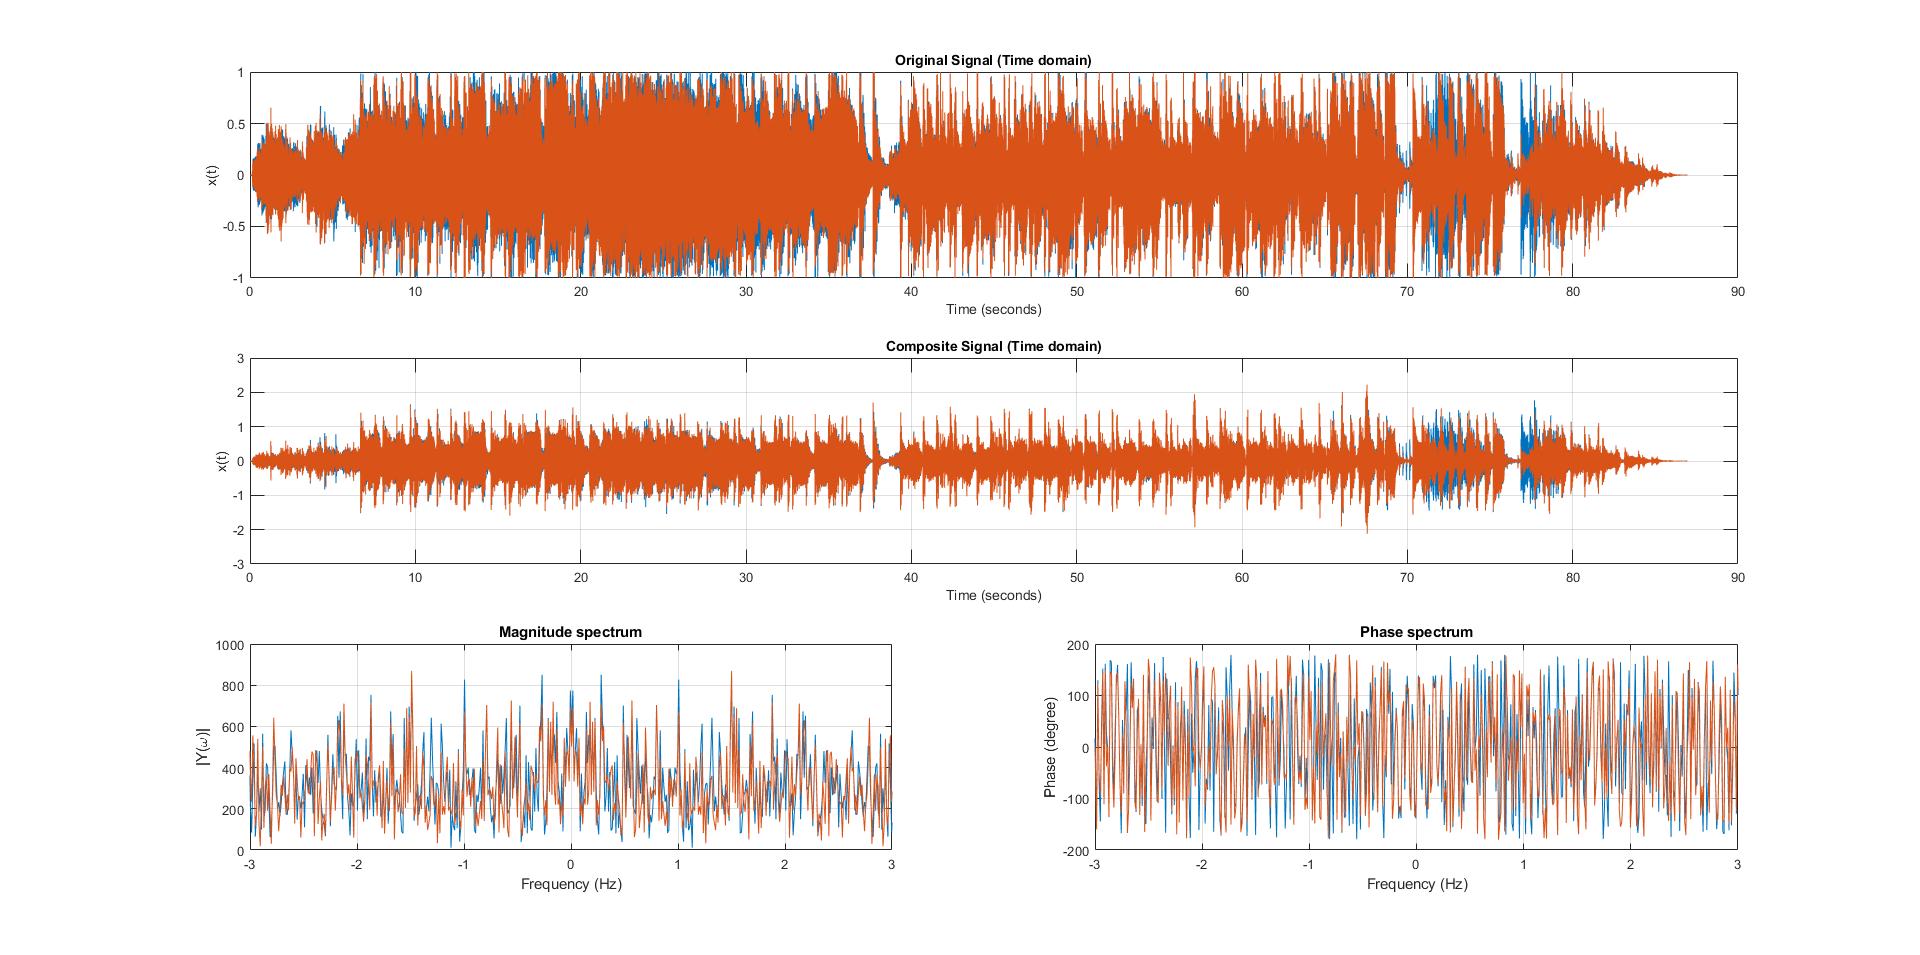 Original Signal (Time domain)
1
0.5
0
-0.5
-1
x(t)
0 10 20 30 40 50 60 70 80 90
Time (seconds)
Composite Signal (Time domain)
3
2
1
0
-1
-2
-3
x(t)
0 10 20 30 40 50 60 70 80 90
Time (seconds)
Magnitude spectrum
1000
800
600
400
200
0
|Y(ω)|
-3 -2 -1 0 1 2 3
Frequency (Hz)
Phase spectrum
200
100
0
-100
-200
Phase (degree)
-3 -2 -1 0 1 2 3
Frequency (Hz)